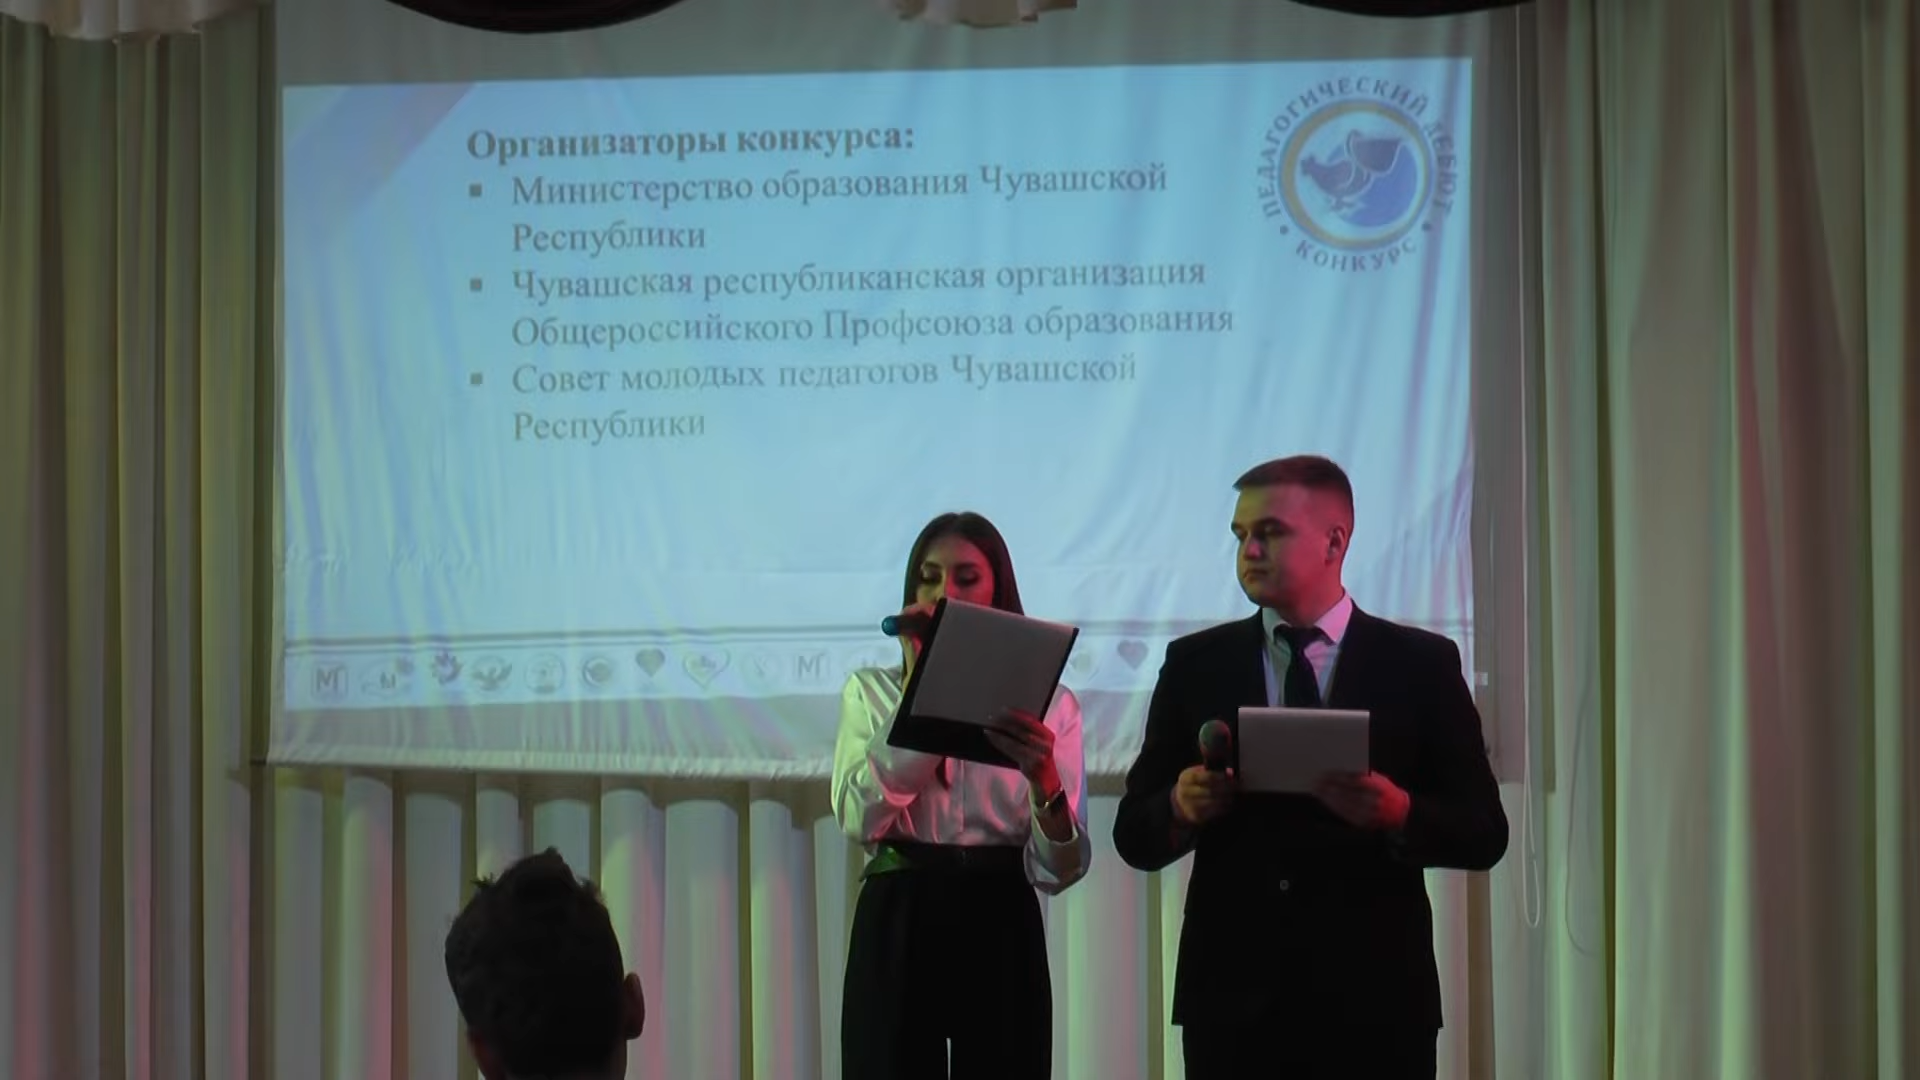 Организаторы конкурса:
▪ Министерство образования Чувашской
Республики
▪ Чувашская республиканская организация
Общероссийского Профсоюза образования
▪ Совет молодых педагогов Чувашской
Республики
ПЕДАГОГИЧЕСКИЙ ДЕБЮТ
• КОНКУРС •